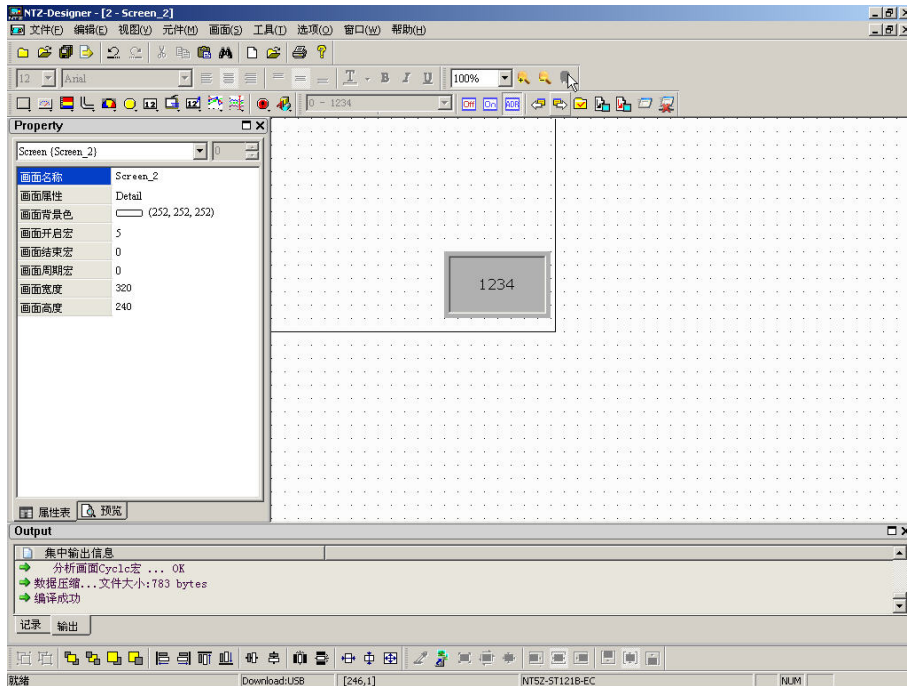 NTZ-Designer - [2 - Screen_2]
文件(F) 编辑(E) 视图(V) 元件(M) 画面(S) 工具(T) 选项(O) 窗口(W) 帮助(H)
12 Arial 100%
0 - 1234 Off On ADR
Property
Screen {Screen_2} 0
画面名称 Screen_2
画面属性 Detail
画面背景色 (252, 252, 252)
画面开启宏 5
画面结束宏 0
画面周期宏 0
画面宽度 320
画面高度 240
1234
属性表 预览
Output
集中输出信息
分析画面Cyclc宏 ... OK
数据压缩...文件大小:783 bytes
编译成功
记录 输出
就绪 Download:USB [246,1] NT5Z-ST121B-EC NUM